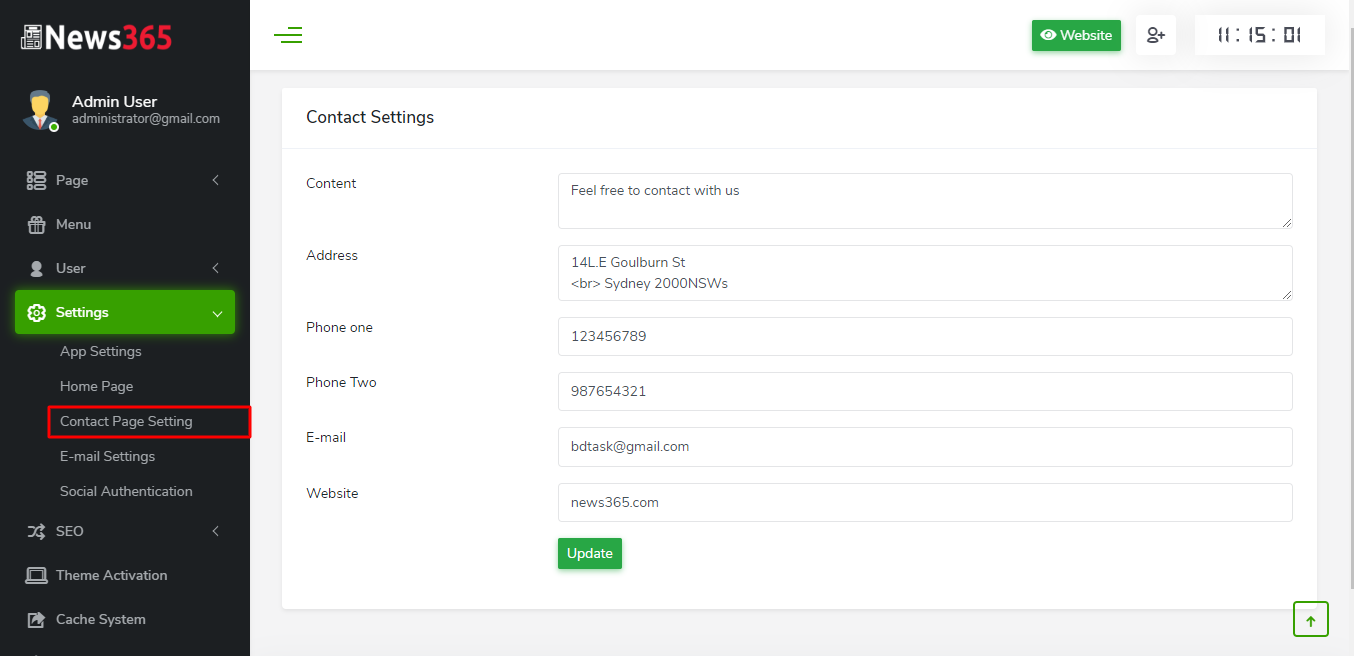 News365
Admin User
administrator@gmail.com
Page
Menu
User
Settings
App Settings
Home Page
Contact Page Setting
E-mail Settings
Social Authentication
SEO
Theme Activation
Cache System
Website
11:15:01
Contact Settings
Content
Feel free to contact with us
Address
14L.E Goulburn St
<br> Sydney 2000NSWs
Phone one
123456789
Phone Two
987654321
E-mail
bdtask@gmail.com
Website
news365.com
Update